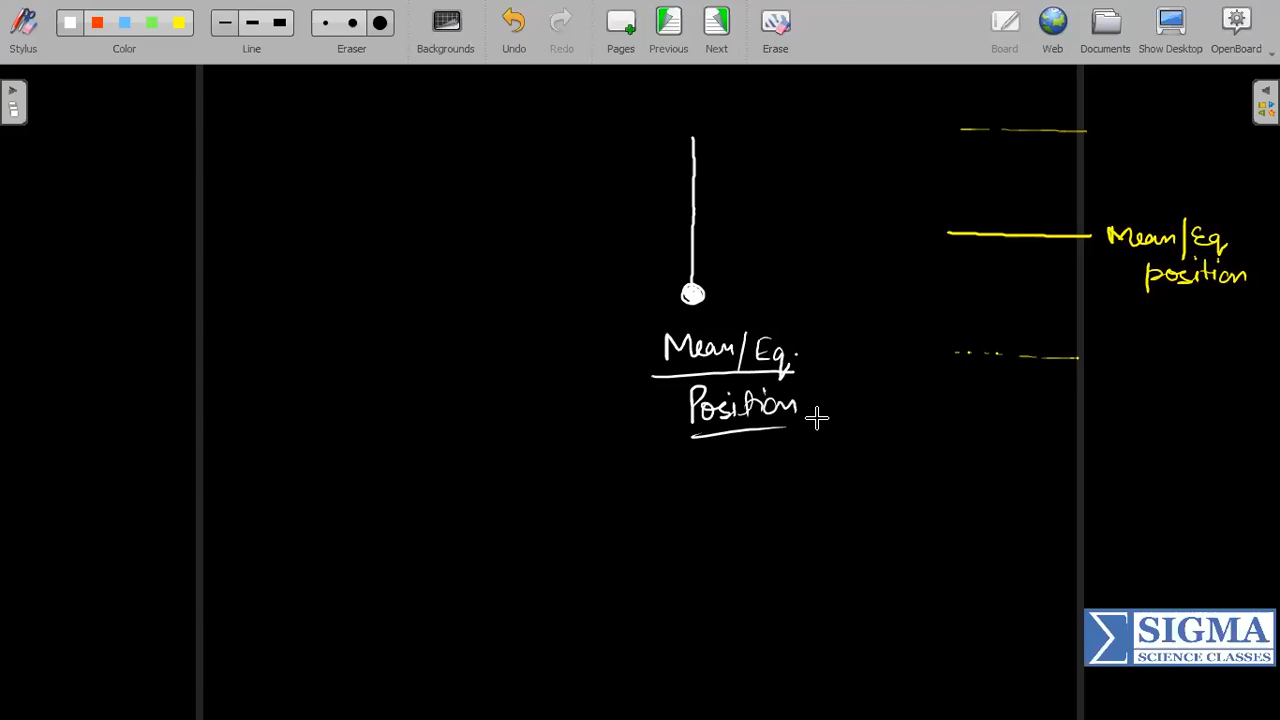 Stylus
Color
Line
Eraser
Backgrounds
Undo
Redo
Pages
Previous
Next
Erase
Board
Web
Documents
Show Desktop
OpenBoard
Mean/Eq
position
Mean/Eq.
Position
SIGMA
SCIENCE CLASSES